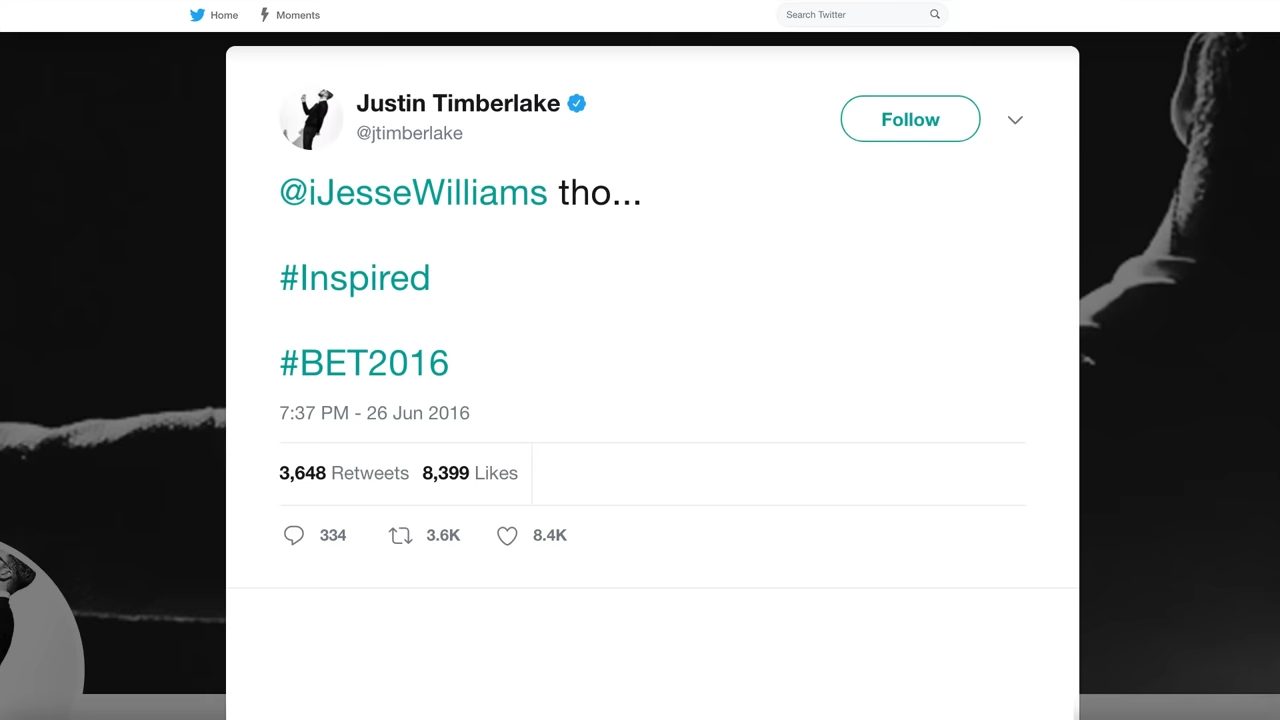 Home Moments Search Twitter
Justin Timberlake
@jtimberlake
Follow
@iJesseWilliams tho...
#Inspired
#BET2016
7:37 PM - 26 Jun 2016
3,648 Retweets 8,399 Likes
334 3.6K 8.4K